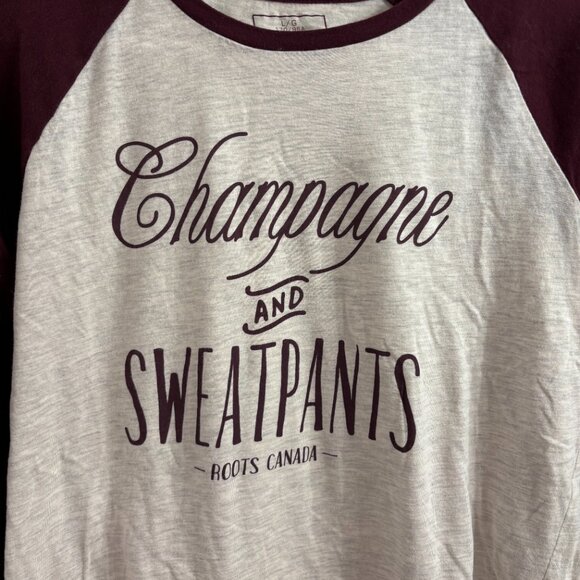 L/G
Champagne
AND
SWEATPANTS
- ROOTS CANADA -